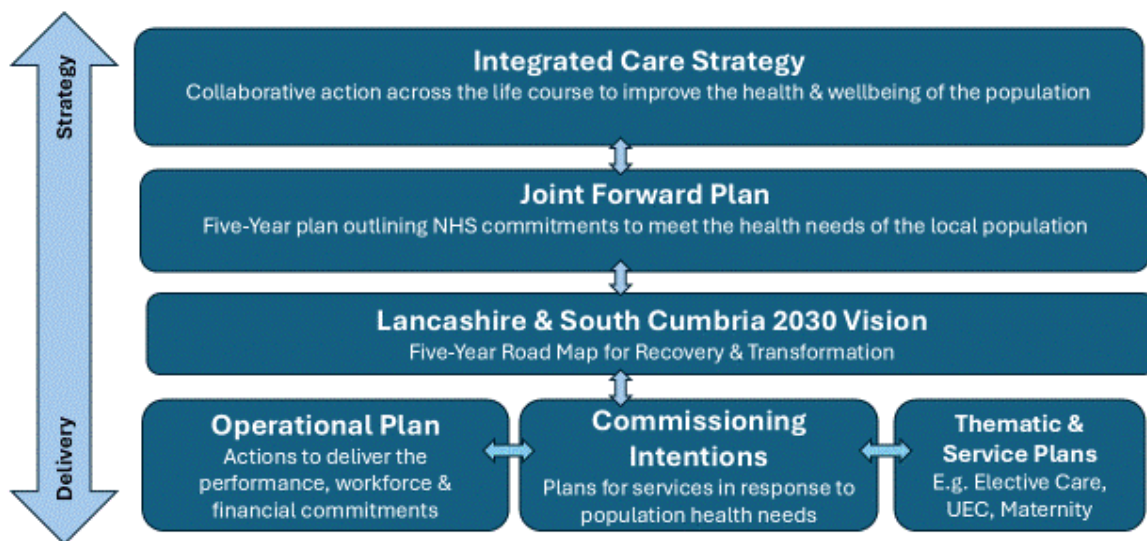 Strategy
Integrated Care Strategy
Collaborative action across the life course to improve the health & wellbeing of the population
Joint Forward Plan
Five-Year plan outlining NHS commitments to meet the health needs of the local population
Lancashire & South Cumbria 2030 Vision
Five-Year Road Map for Recovery & Transformation
Delivery
Operational Plan
Actions to deliver the
performance, workforce &
financial commitments
Commissioning
Intentions
Plans for services in response to
population health needs
Thematic &
Service Plans
E.g. Elective Care,
UEC, Maternity